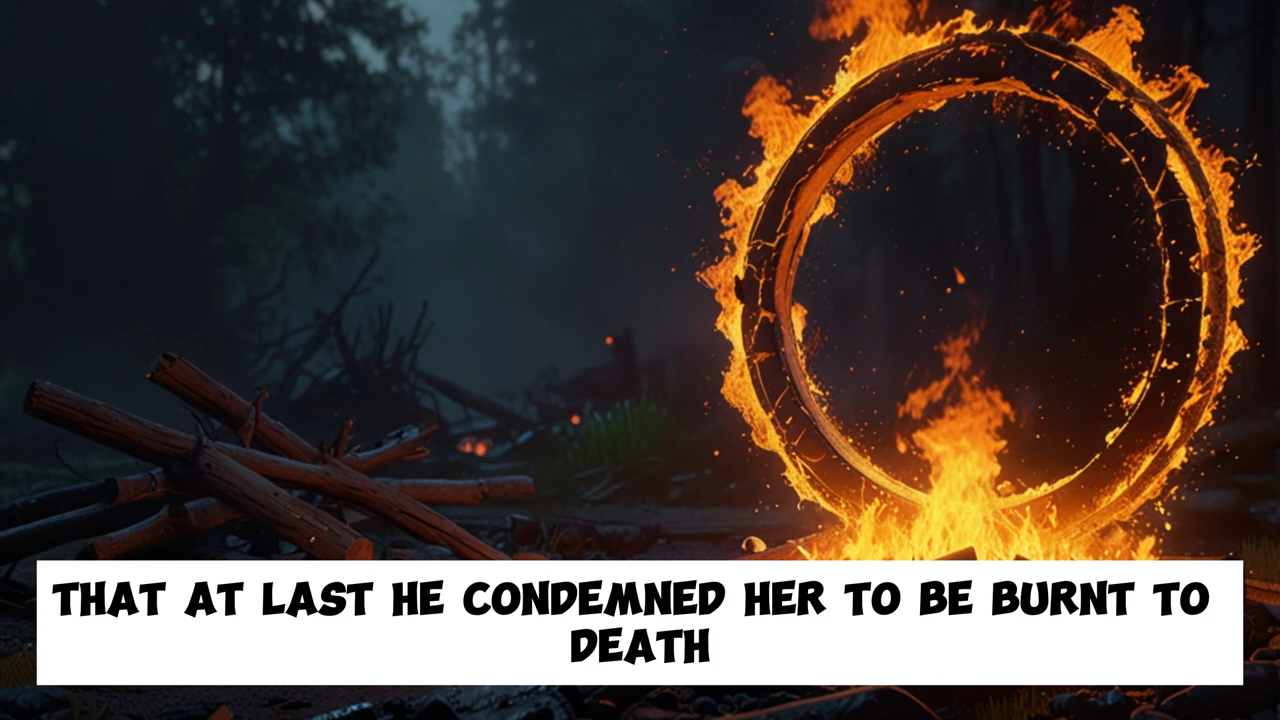 THAT AT LAST HE CONDEMNED HER TO BE BURNT TO
DEATH